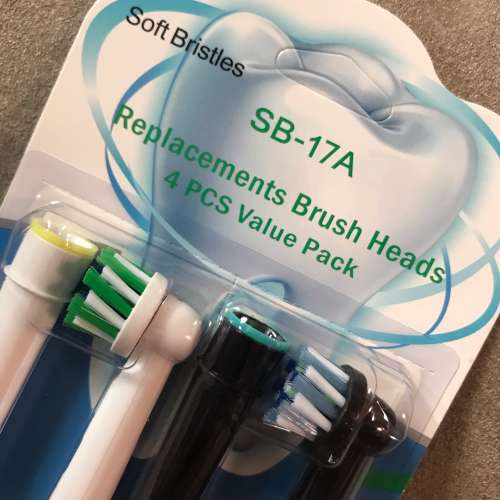 Soft Bristles
SB-17A
Replacements Brush Heads
4 PCS Value Pack